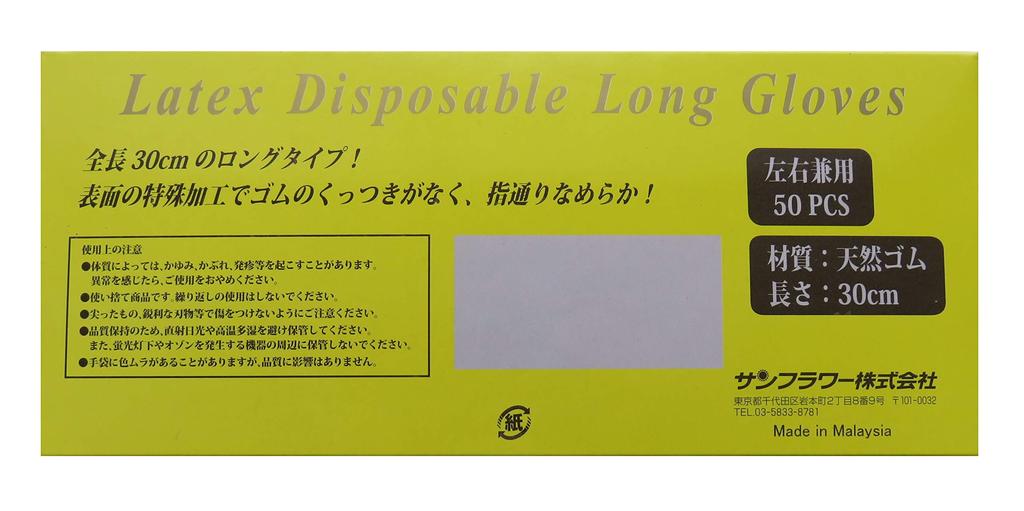 Latex Disposable Long Gloves
全長30cmのロングタイプ！
表面の特殊加工でゴムのくっつきがなく、指通りなめらか！
左右兼用
50 PCS
材質：天然ゴム
長さ：30cm
使用上の注意
●体質によっては、かゆみ、かぶれ、発疹等を起こすことがあります。
異常を感じたら、ご使用をおやめください。
●使い捨て商品です。繰り返しの使用はしないでください。
●尖ったもの、鋭利な刃物等で傷をつけないようにご注意ください。
●品質保持のため、直射日光や高温多湿を避け保管してください。
また、蛍光灯下やオゾンを発生する機器の周辺に保管しないでください。
●手袋に色ムラがあることがありますが、品質に影響はありません。
紙
サンフラワー株式会社
東京都千代田区岩本町2丁目8番9号 〒101-0032
TEL.03-5833-8781
Made in Malaysia